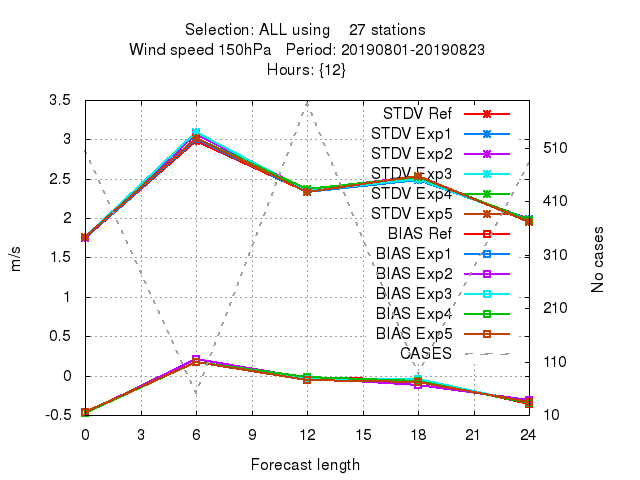 Selection: ALL using    27 stations
Wind speed 150hPa   Period: 20190801-20190823
Hours: {12}
3.5
3
2.5
2
1.5
1
0.5
0
-0.5
m/s
STDV Ref
STDV Exp1
STDV Exp2
STDV Exp3
STDV Exp4
STDV Exp5
BIAS Ref
BIAS Exp1
BIAS Exp2
BIAS Exp3
BIAS Exp4
BIAS Exp5
CASES
510
410
310
210
110
10
No cases
0 3 6 9 12 15 18 21 24
Forecast length